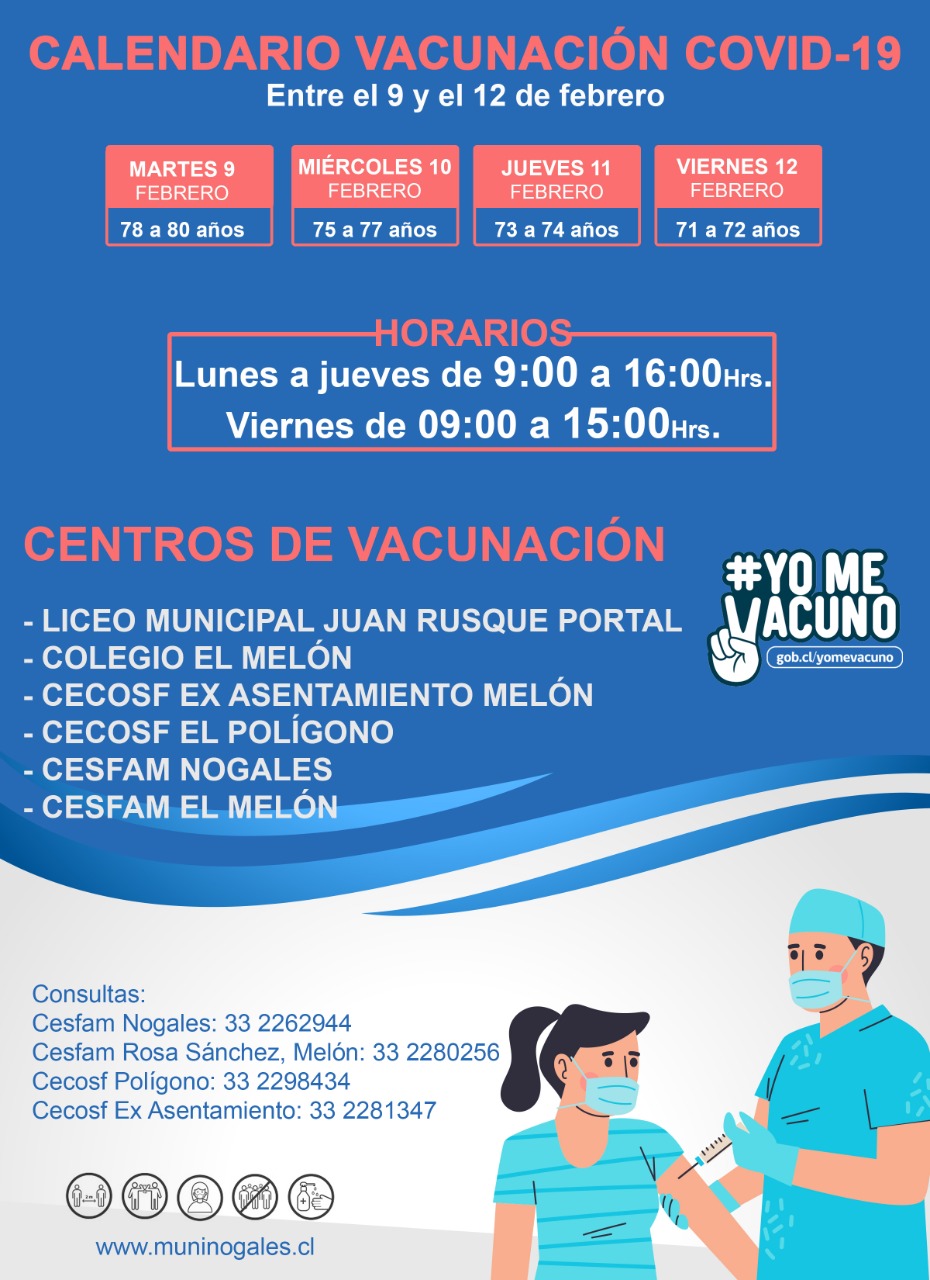 CALENDARIO VACUNACIÓN COVID-19
Entre el 9 y el 12 de febrero
MARTES 9
FEBRERO
78 a 80 años
MIÉRCOLES 10
FEBRERO
75 a 77 años
JUEVES 11
FEBRERO
73 a 74 años
VIERNES 12
FEBRERO
71 a 72 años
HORARIOS
Lunes a jueves de 9:00 a 16:00Hrs.
Viernes de 09:00 a 15:00Hrs.
CENTROS DE VACUNACIÓN
- LICEO MUNICIPAL JUAN RUSQUE PORTAL
- COLEGIO EL MELÓN
- CECOSF EX ASENTAMIENTO MELÓN
- CECOSF EL POLÍGONO
- CESFAM NOGALES
- CESFAM EL MELÓN
#YO ME
VACUNO
gob.cl/yomevacuno
Consultas:
Cesfam Nogales: 33 2262944
Cesfam Rosa Sánchez, Melón: 33 2280256
Cecosf Polígono: 33 2298434
Cecosf Ex Asentamiento: 33 2281347
2 m
www.muninogales.cl